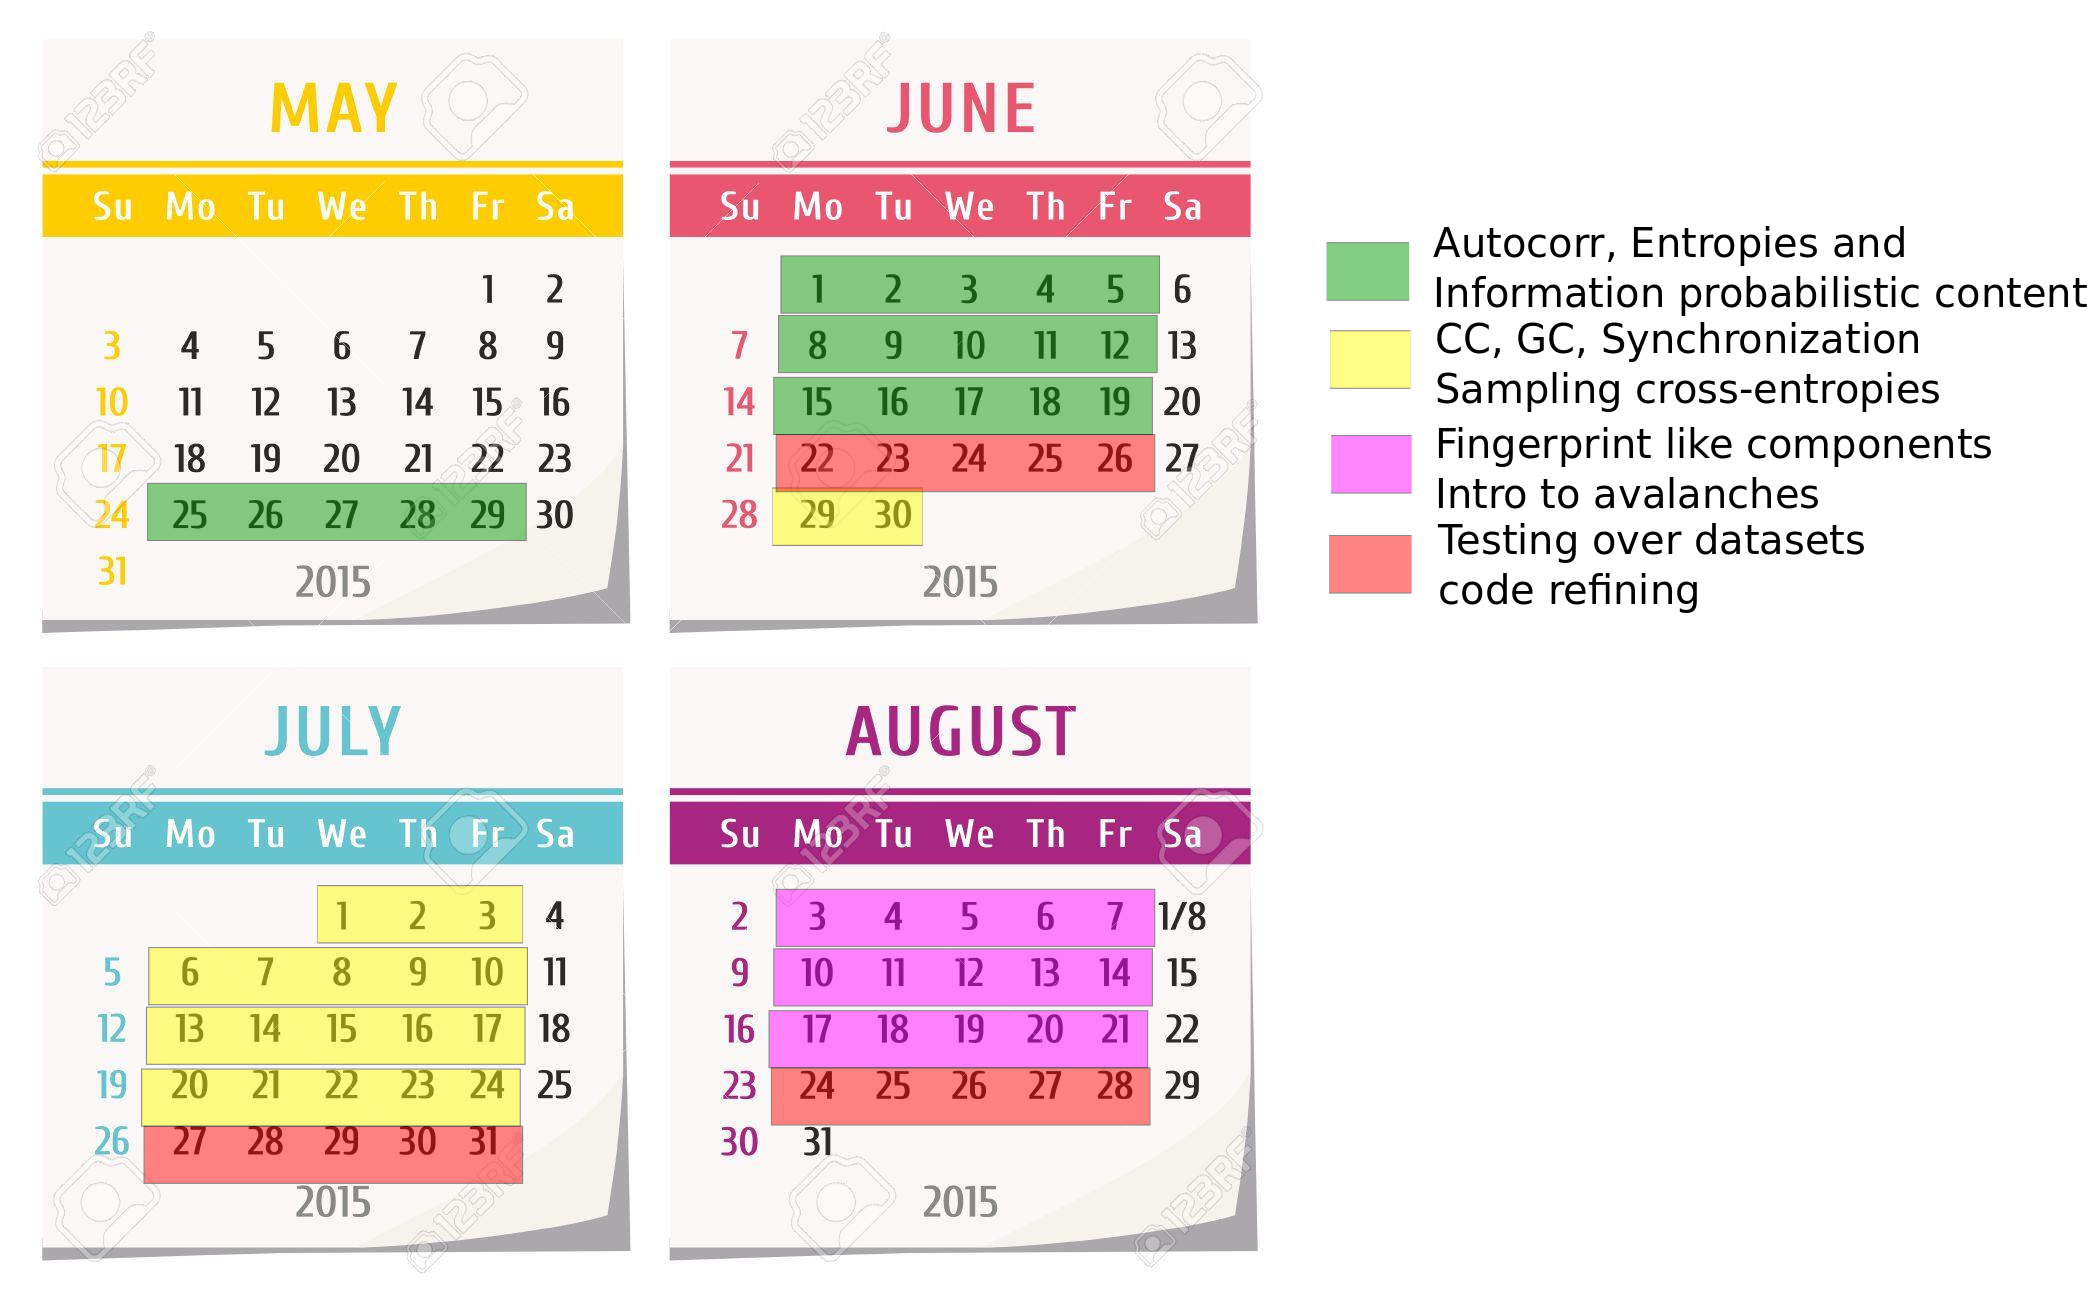 MAY
Su Mo Tu We Th Fr Sa
1 2
3 4 5 6 7 8 9
10 11 12 13 14 15 16
17 18 19 20 21 22 23
24 25 26 27 28 29 30
31
2015
JUNE
Su Mo Tu We Th Fr Sa
1 2 3 4 5 6
7 8 9 10 11 12 13
14 15 16 17 18 19 20
21 22 23 24 25 26 27
28 29 30
2015
Autocorr, Entropies and
Information probabilistic content
CC, GC, Synchronization
Sampling cross-entropies
Fingerprint like components
Intro to avalanches
Testing over datasets
code refining
JULY
Su Mo Tu We Th Fr Sa
1 2 3 4
5 6 7 8 9 10 11
12 13 14 15 16 17 18
19 20 21 22 23 24 25
26 27 28 29 30 31
2015
AUGUST
Su Mo Tu We Th Fr Sa
2 3 4 5 6 7 1/8
9 10 11 12 13 14 15
16 17 18 19 20 21 22
23 24 25 26 27 28 29
30 31
2015
123RF
123RF
123RF
123RF
123RF
123RF
123RF
123RF